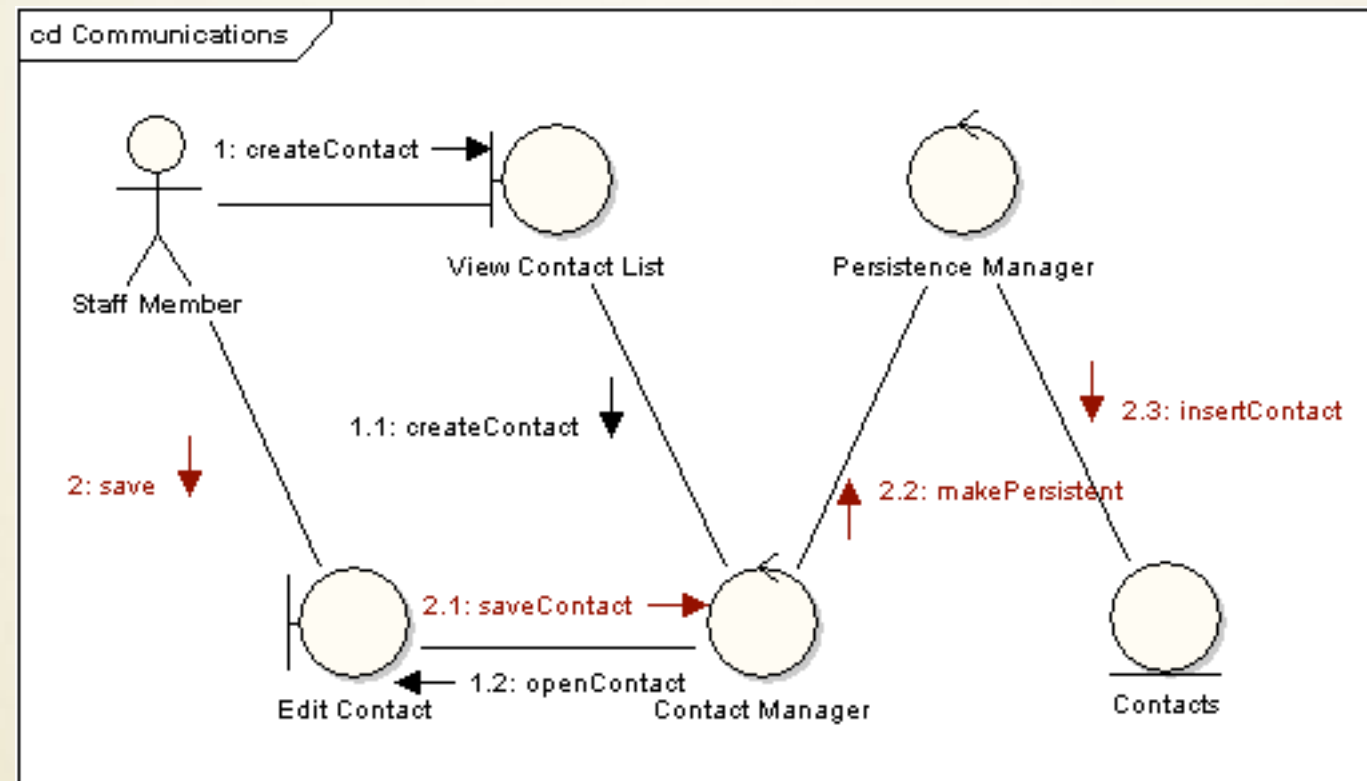 cd Communications
1: createContact
View Contact List
Persistence Manager
Staff Member
1.1: createContact
2.3: insertContact
2: save
2.2: makePersistent
2.1: saveContact
1.2: openContact
Edit Contact
Contact Manager
Contacts